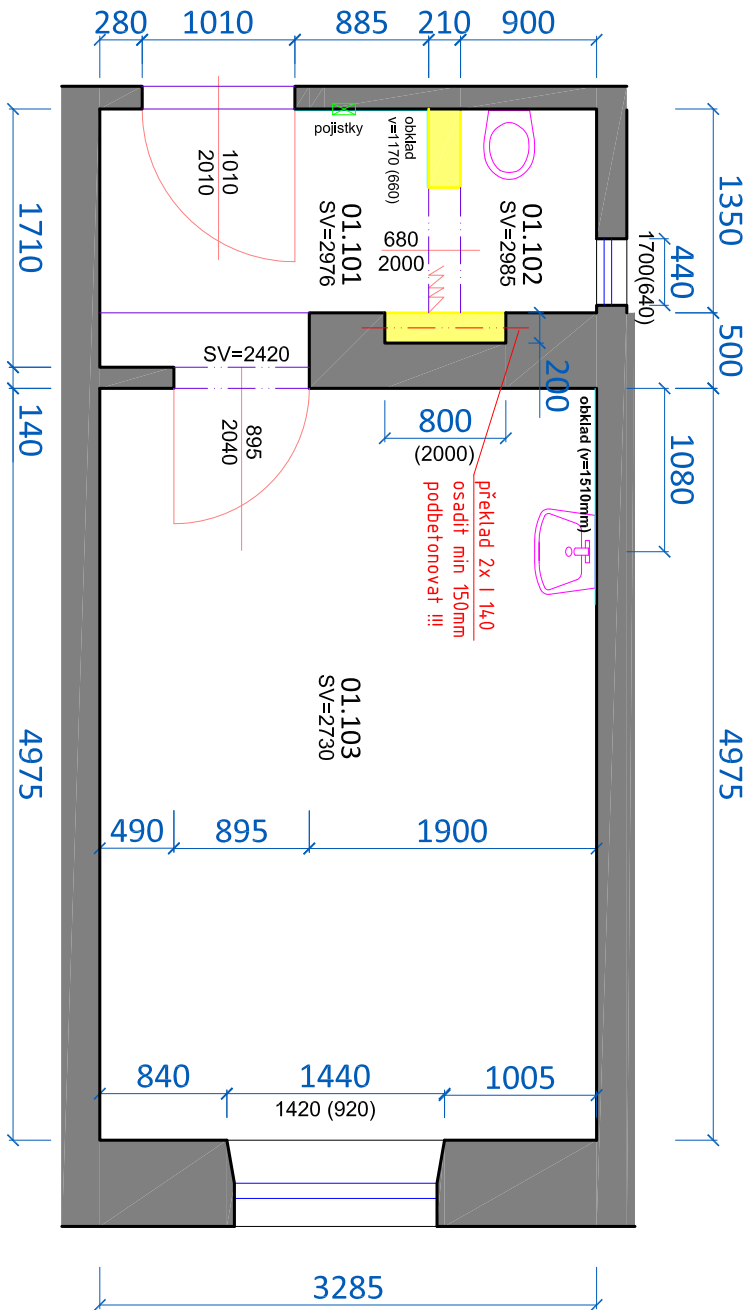 280 1010 885 210 900
pojistky
obklad
v=1170 (660)
1010
2010
01.101
SV=2976
01.102
SV=2985
680
2000
1350
440
1700(640)
500
200
1710
140
4975
SV=2420
895
2040
800
(2000)
obklad (v=1510mm)
1080
překlad 2x I 140
osadit min 150mm
podbetonovat !!!
01.103
SV=2730
4975
490 895 1900
840 1440 1005
1420 (920)
3285